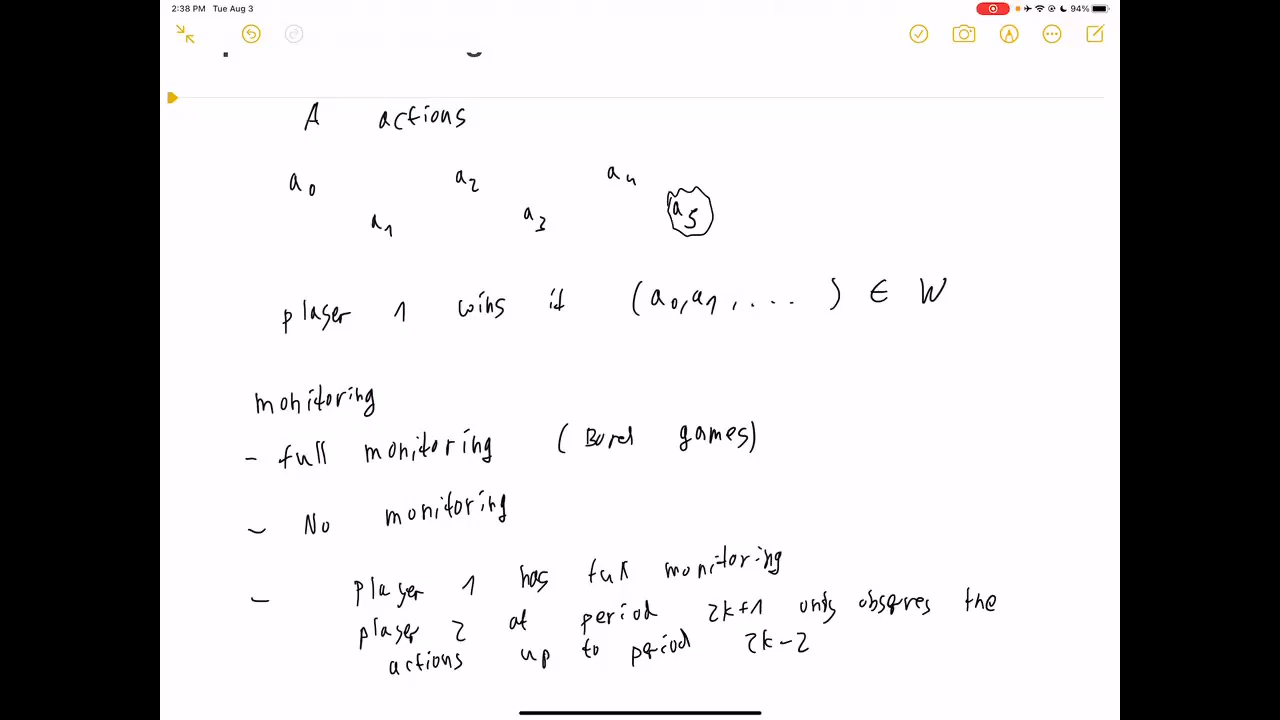 2:38 PM Tue Aug 3
94%
A actions
a0 a2 a4
a1 a3 a5
player 1 wins if (a0, a1, ....) ∈ W
monitoring
- full monitoring (Borel games)
- No monitoring
- player 1 has full monitoring
player 2 at period 2k+1 only observes the
actions up to period 2k-2